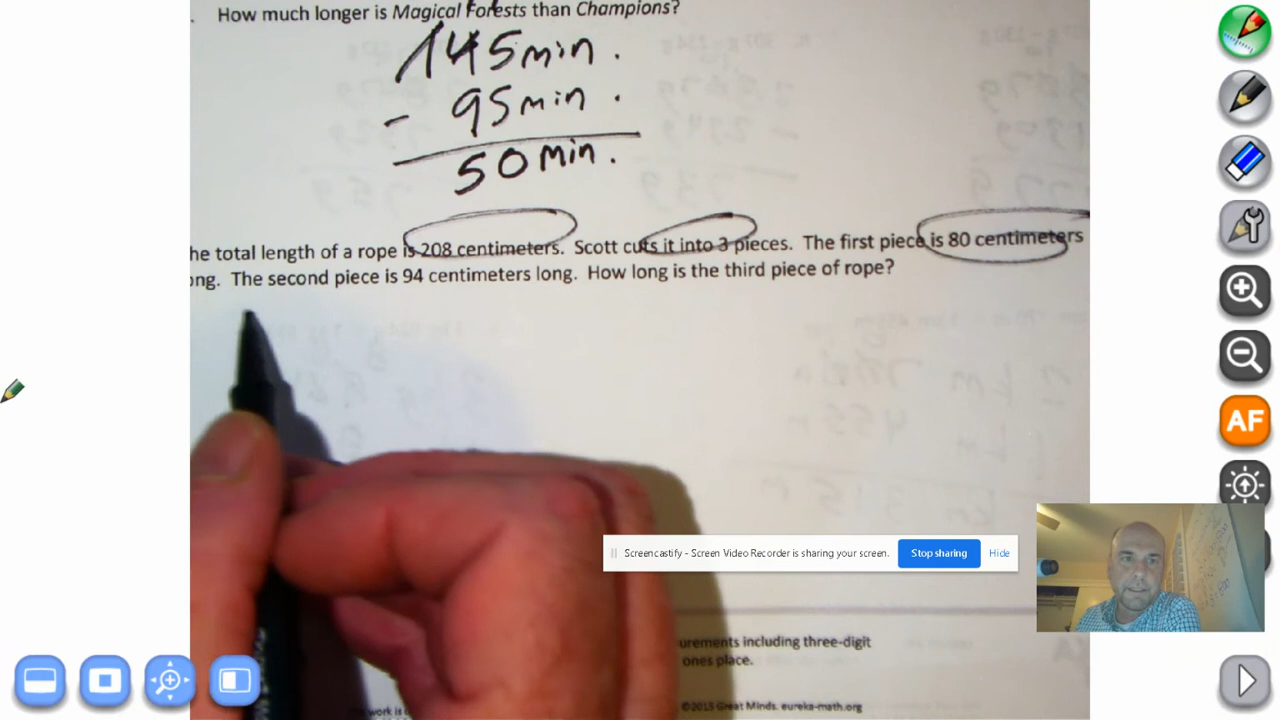 How much longer is Magical Forests than Champions?
145 min.
- 95 min.
50 min.
he total length of a rope is 208 centimeters. Scott cuts it into 3 pieces. The first piece is 80 centimeters
ong. The second piece is 94 centimeters long. How long is the third piece of rope?
AF
Screencastify - Screen Video Recorder is sharing your screen. Stop sharing Hide
urements including three-digit
ones place.
work is
©2015 Great Minds. eureka-math.org